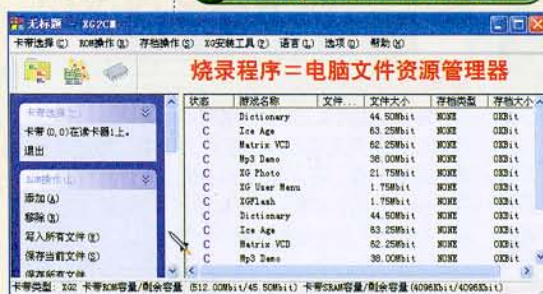 无标题 - XG2CM
卡带选择(C) ROM操作(R) 存档操作(S) XG安装工具(P) 语言(L) 选项(O) 帮助(H)
烧录程序=电脑文件资源管理器
卡带(0,0)在读卡器1上。
退出
添加(A)
移除(R)
写入所有文件(Y)
保存当前文件(S)
保存所有文件
状态 游戏名称 文件... 文件大小 存档类型 存档大小
C Dictionary 44.50Mbit NONE 0KBit
C Ice Age 63.25Mbit NONE 0KBit
C Matrix VCD 62.25Mbit NONE 0KBit
C Mp3 Demo 38.00Mbit NONE 0KBit
C XG Photo 21.75Mbit NONE 0KBit
C XG User Menu 1.75Mbit NONE 0KBit
C XGFlash 1.75Mbit NONE 0KBit
C Dictionary 44.50Mbit NONE 0KBit
C Ice Age 63.25Mbit NONE 0KBit
C Matrix VCD 62.25Mbit NONE 0KBit
C Mp3 Demo 38.00Mbit NONE 0KBit
卡带类型: XG2 卡带ROM容量/剩余容量 (512.00Mbit/45.50Mbit) 卡带SRAM容量/剩余容量(4096Kbit/4096Kbit)